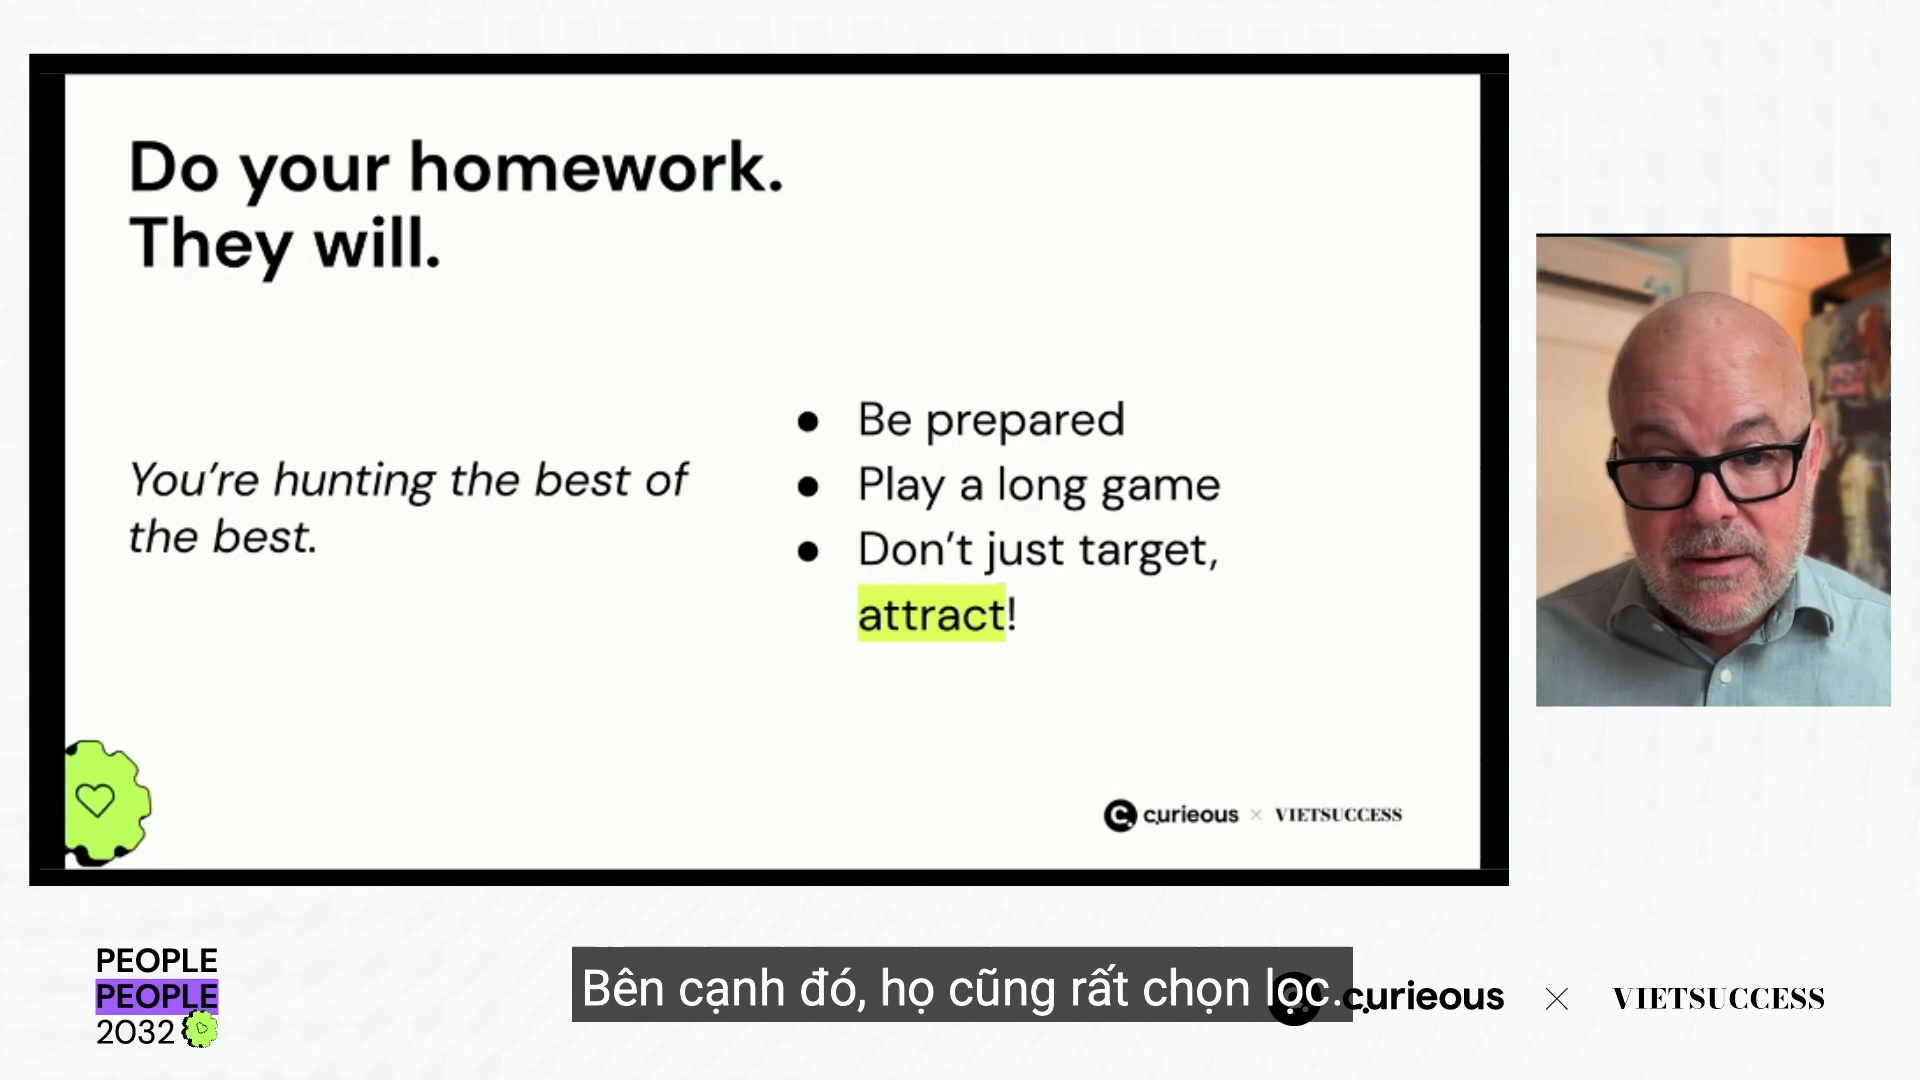 Do your homework.
They will.
You're hunting the best of
the best.
● Be prepared
● Play a long game
● Don't just target,
attract!
curieous × VIETSUCCESS
PEOPLE
PEOPLE
2032
Bên cạnh đó, họ cũng rất chọn lọc.
curieous × VIETSUCCESS